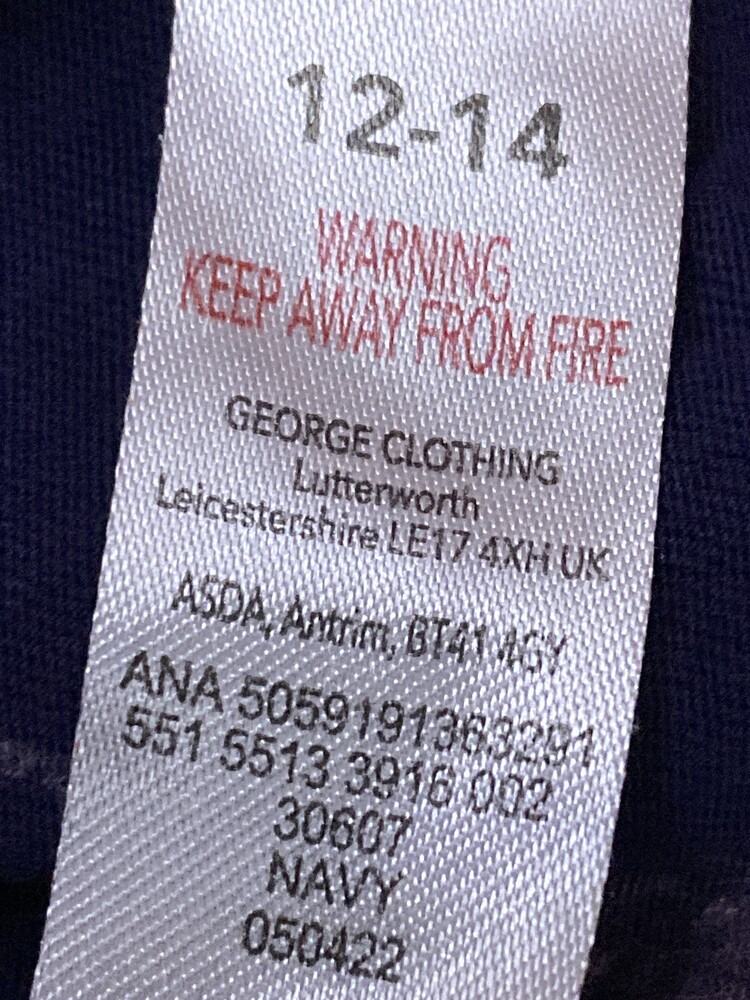 12-14
WARNING
KEEP AWAY FROM FIRE
GEORGE CLOTHING
Lutterworth
Leicestershire LE17 4XH UK
ASDA, Antrim, BT41 4GY
ANA 5059191363291
551 5513 3916 002
30607
NAVY
050422